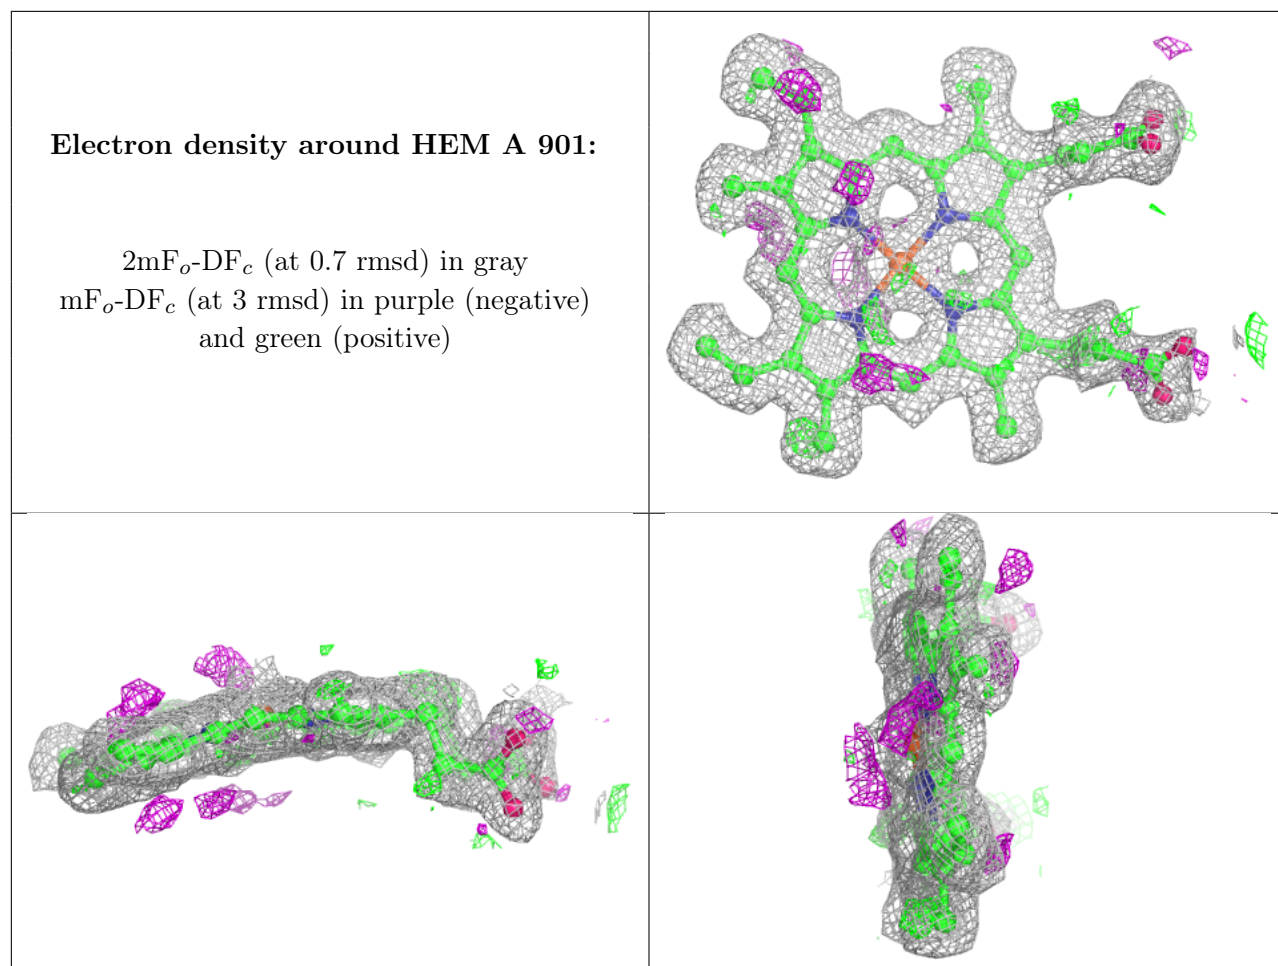 Electron density around HEM A 901:
2mFo-DFc (at 0.7 rmsd) in gray
mFo-DFc (at 3 rmsd) in purple (negative)
and green (positive)